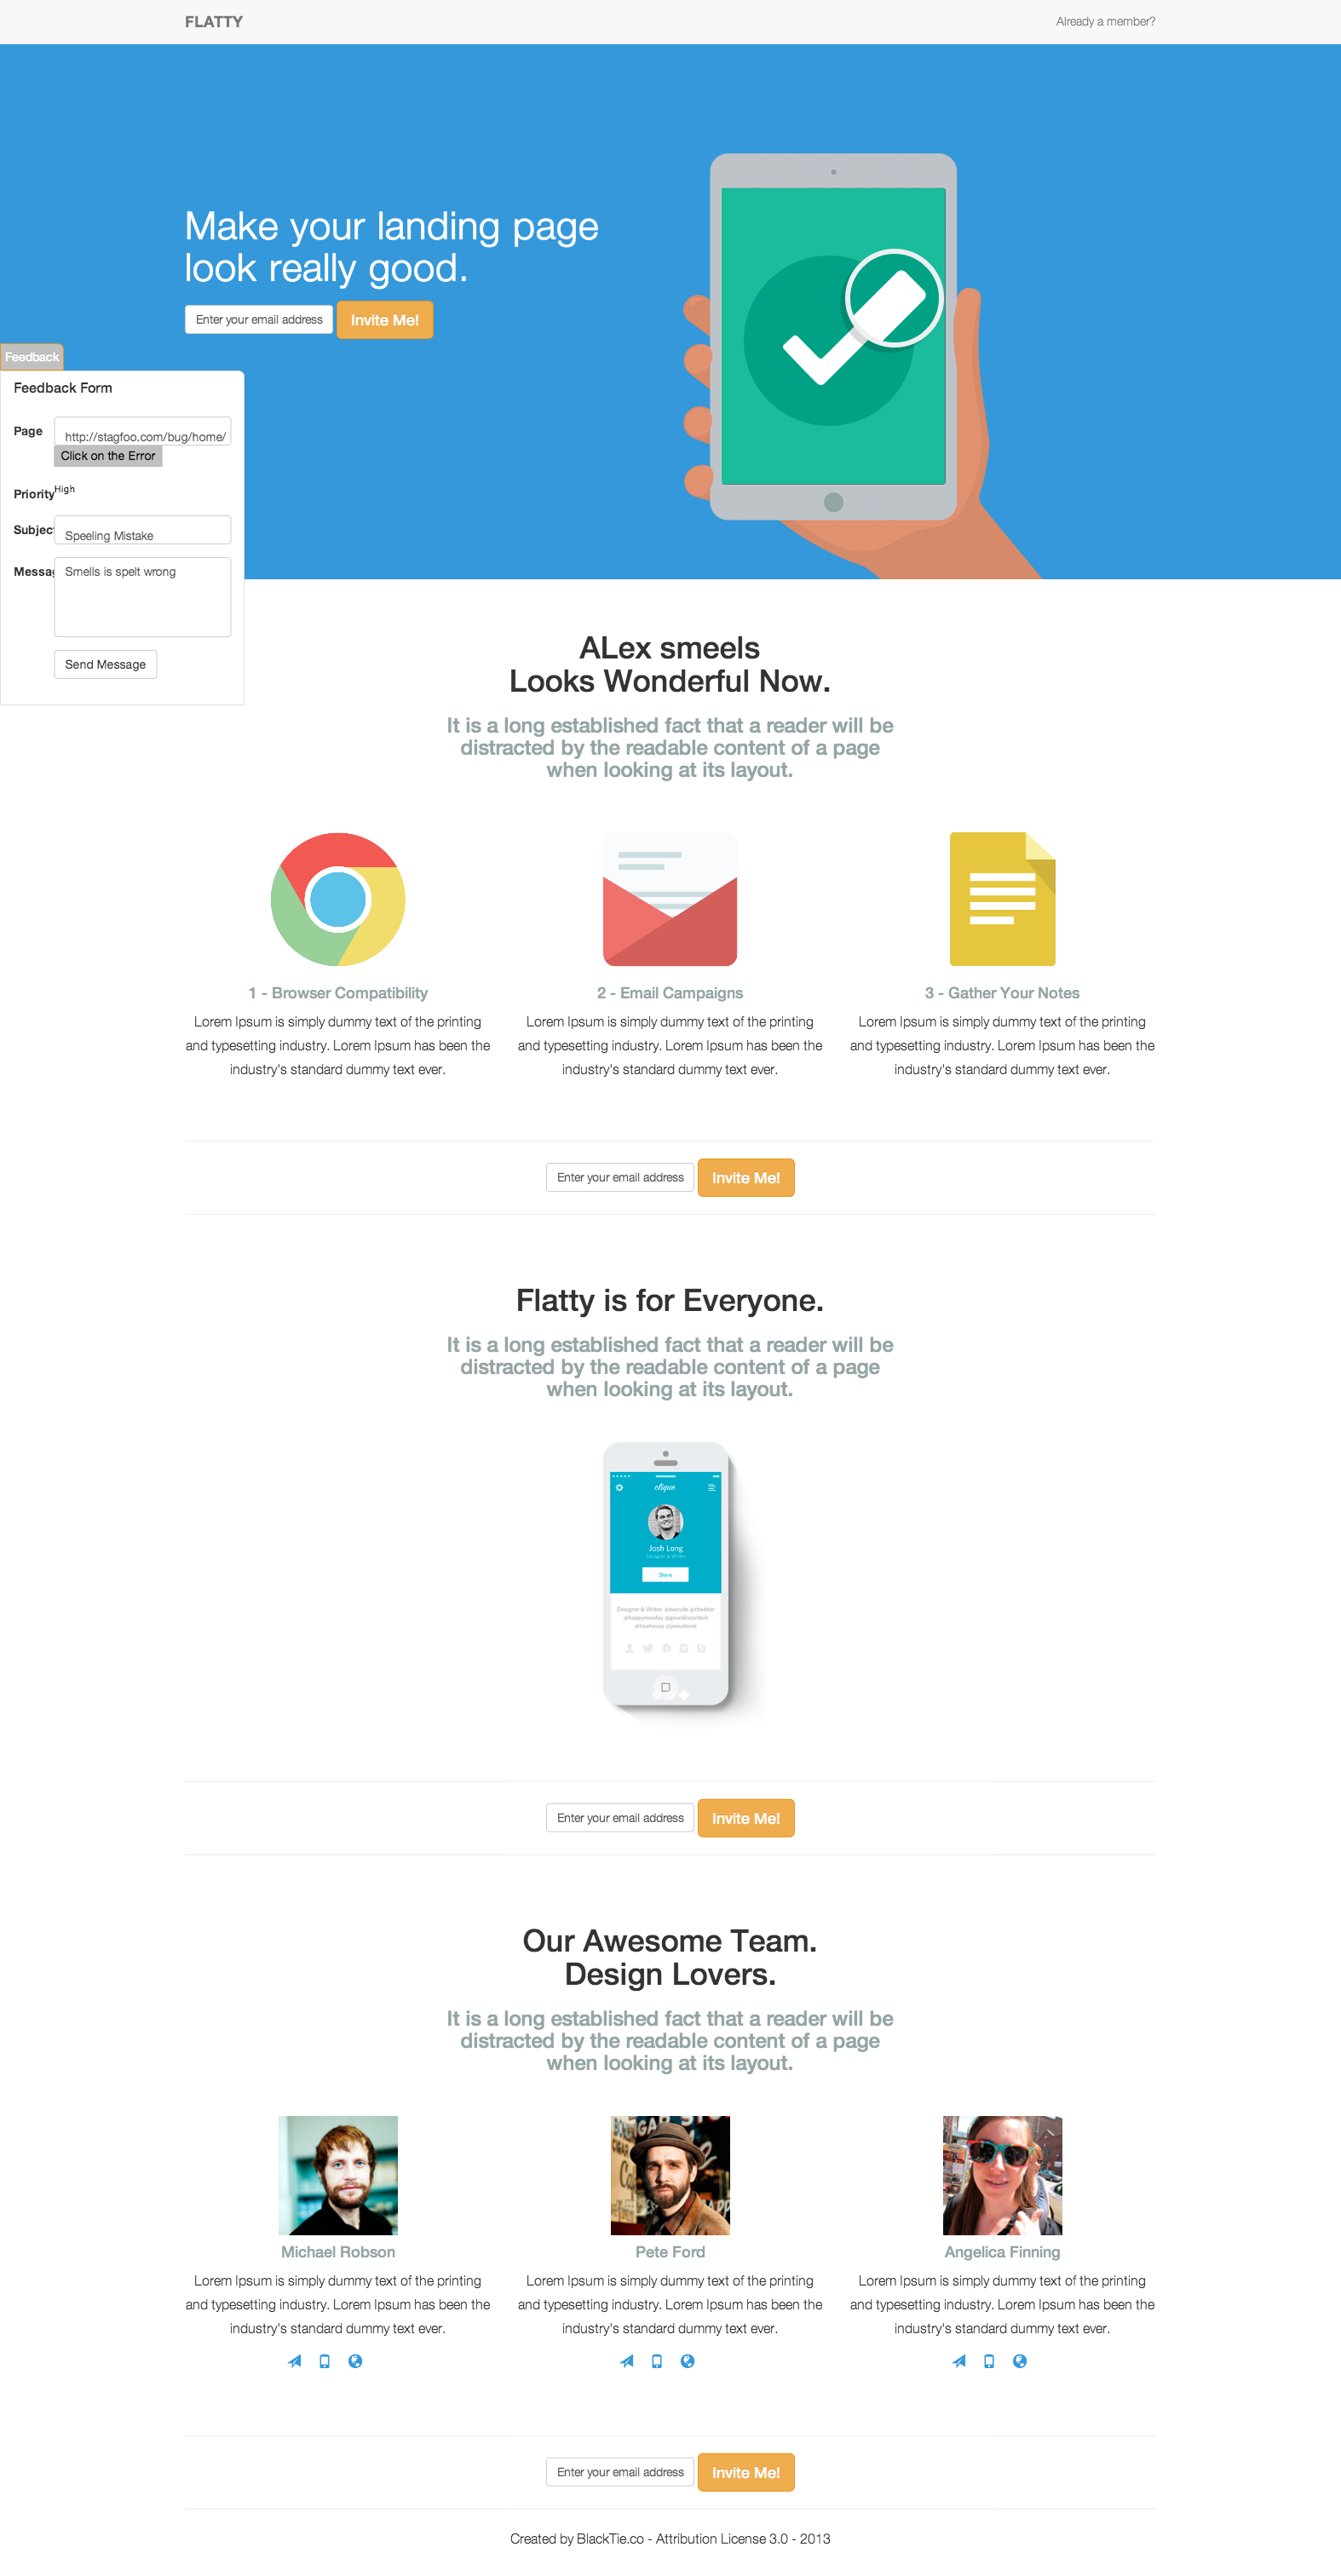 FLATTY
Already a member?
Make your landing page
look really good.
Enter your email address
Invite Me!
Feedback
Feedback Form
Page
http://stagfoo.com/bug/home/
Click on the Error
Priority
High
Subject
Speeling Mistake
Messag
Smells is spelt wrong
Send Message
ALex smeels
Looks Wonderful Now.
It is a long established fact that a reader will be
distracted by the readable content of a page
when looking at its layout.
1 - Browser Compatibility
Lorem Ipsum is simply dummy text of the printing
and typesetting industry. Lorem Ipsum has been the
industry's standard dummy text ever.
2 - Email Campaigns
Lorem Ipsum is simply dummy text of the printing
and typesetting industry. Lorem Ipsum has been the
industry's standard dummy text ever.
3 - Gather Your Notes
Lorem Ipsum is simply dummy text of the printing
and typesetting industry. Lorem Ipsum has been the
industry's standard dummy text ever.
Enter your email address
Invite Me!
Flatty is for Everyone.
It is a long established fact that a reader will be
distracted by the readable content of a page
when looking at its layout.
clique
Josh Long
Designer & Writer
Share
Designer & Writer. @execute @cheddar
@happymonday @greatdiscontent
Enter your email address
Invite Me!
Our Awesome Team.
Design Lovers.
It is a long established fact that a reader will be
distracted by the readable content of a page
when looking at its layout.
Michael Robson
Lorem Ipsum is simply dummy text of the printing
and typesetting industry. Lorem Ipsum has been the
industry's standard dummy text ever.
Pete Ford
Lorem Ipsum is simply dummy text of the printing
and typesetting industry. Lorem Ipsum has been the
industry's standard dummy text ever.
Angelica Finning
Lorem Ipsum is simply dummy text of the printing
and typesetting industry. Lorem Ipsum has been the
industry's standard dummy text ever.
Enter your email address
Invite Me!
Created by BlackTie.co - Attribution License 3.0 - 2013